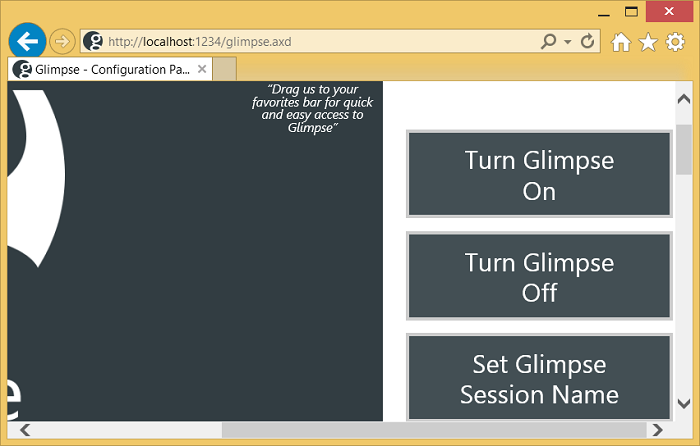 http://localhost:1234/glimpse.axd
Glimpse - Configuration Pa...
“Drag us to your
favorites bar for quick
and easy access to
Glimpse”
Turn Glimpse
On
Turn Glimpse
Off
Set Glimpse
Session Name
e